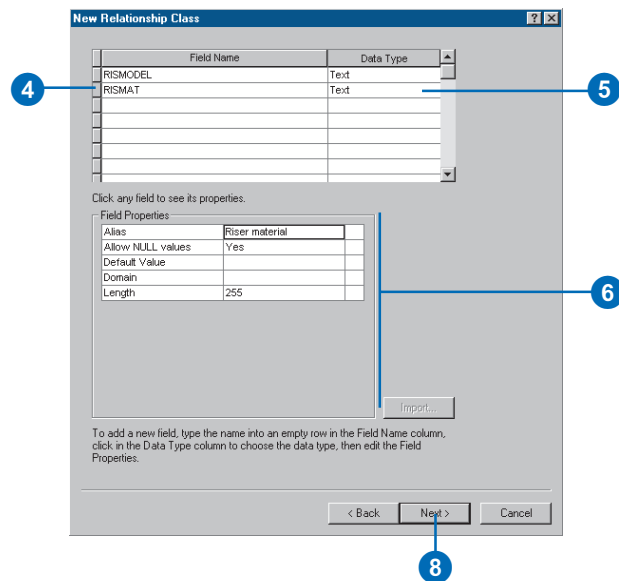 New Relationship Class
Field Name Data Type
RISMODEL Text
4 RISMAT Text 5
Click any field to see its properties.
Field Properties
Alias Riser material
Allow NULL values Yes
Default Value
Domain
Length 255
6
Import...
To add a new field, type the name into an empty row in the Field Name column,
click in the Data Type column to choose the data type, then edit the Field
Properties.
< Back Next > Cancel
8